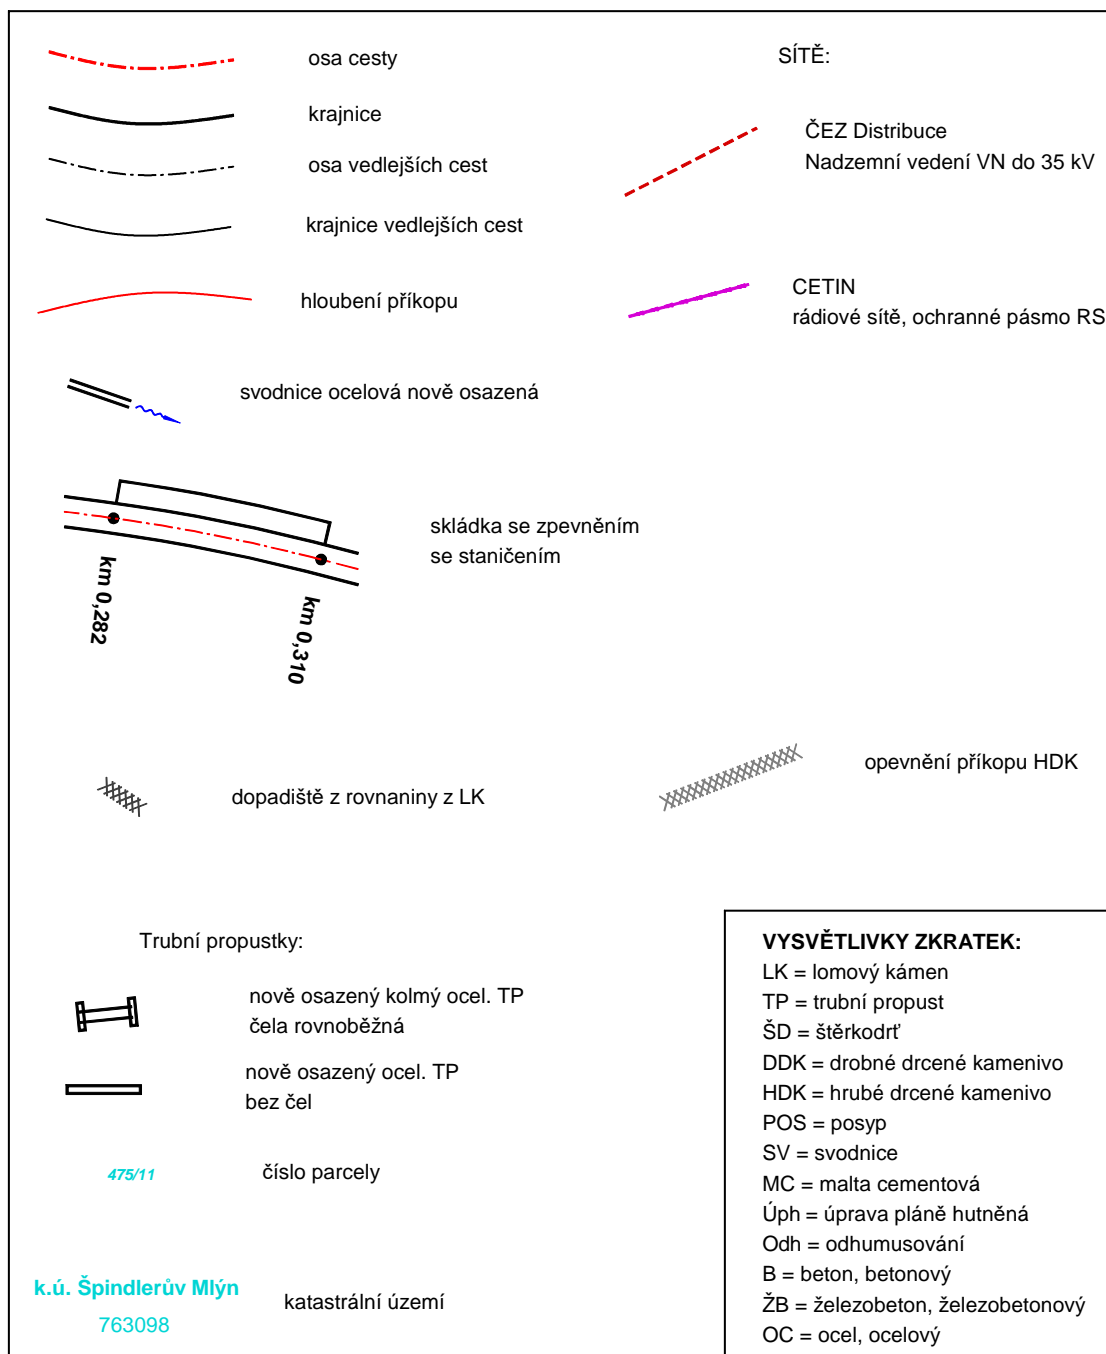 osa cesty
krajnice
osa vedlejších cest
krajnice vedlejších cest
hloubení příkopu
svodnice ocelová nově osazená
skládka se zpevněním
se staničením
km 0,282
km 0,310
dopadiště z rovnaniny z LK
SÍTĚ:
ČEZ Distribuce
Nadzemní vedení VN do 35 kV
CETIN
rádiové sítě, ochranné pásmo RS
opevnění příkopu HDK
Trubní propustky:
nově osazený kolmý ocel. TP
čela rovnoběžná
nově osazený ocel. TP
bez čel
475/11
číslo parcely
k.ú. Špindlerův Mlýn
763098
katastrální území
VYSVĚTLIVKY ZKRATEK:
LK = lomový kámen
TP = trubní propust
ŠD = štěrkodrť
DDK = drobné drcené kamenivo
HDK = hrubé drcené kamenivo
POS = posyp
SV = svodnice
MC = malta cementová
Úph = úprava pláně hutněná
Odh = odhumusování
B = beton, betonový
ŽB = železobeton, železobetonový
OC = ocel, ocelový